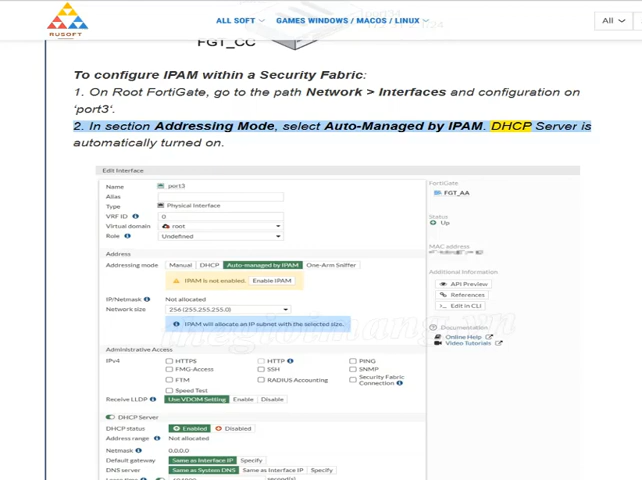 RUSOFT
ALL SOFT
GAMES WINDOWS / MACOS / LINUX
All
FGT_CC
To configure IPAM within a Security Fabric:
1. On Root FortiGate, go to the path Network > Interfaces and configuration on
'port3'.
2. In section Addressing Mode, select Auto-Managed by IPAM. DHCP Server is
automatically turned on.
Edit Interface
Name port3
Alias
Type Physical Interface
VRF ID 0
Virtual domain root
Role Undefined
Address
Addressing mode Manual DHCP Auto-managed by IPAM One-Arm Sniffer
IPAM is not enabled. Enable IPAM
IP/Netmask Not allocated
Network size 256 (255.255.255.0)
IPAM will allocate an IP subnet with the selected size.
Administrative Access
IPv4 HTTPS HTTP PING
FMG-Access SSH SNMP
FTM RADIUS Accounting Security Fabric Connection
Speed Test
Receive LLDP Use VDOM Setting Enable Disable
DHCP Server
DHCP status Enabled Disabled
Address range Not allocated
Netmask 0.0.0.0
Default gateway Same as Interface IP Specify
DNS server Same as System DNS Same as Interface IP Specify
FortiGate
FGT_AA
Status
Up
MAC address
Additional Information
API Preview
References
Edit in CLI
Documentation
Online Help
Video Tutorials